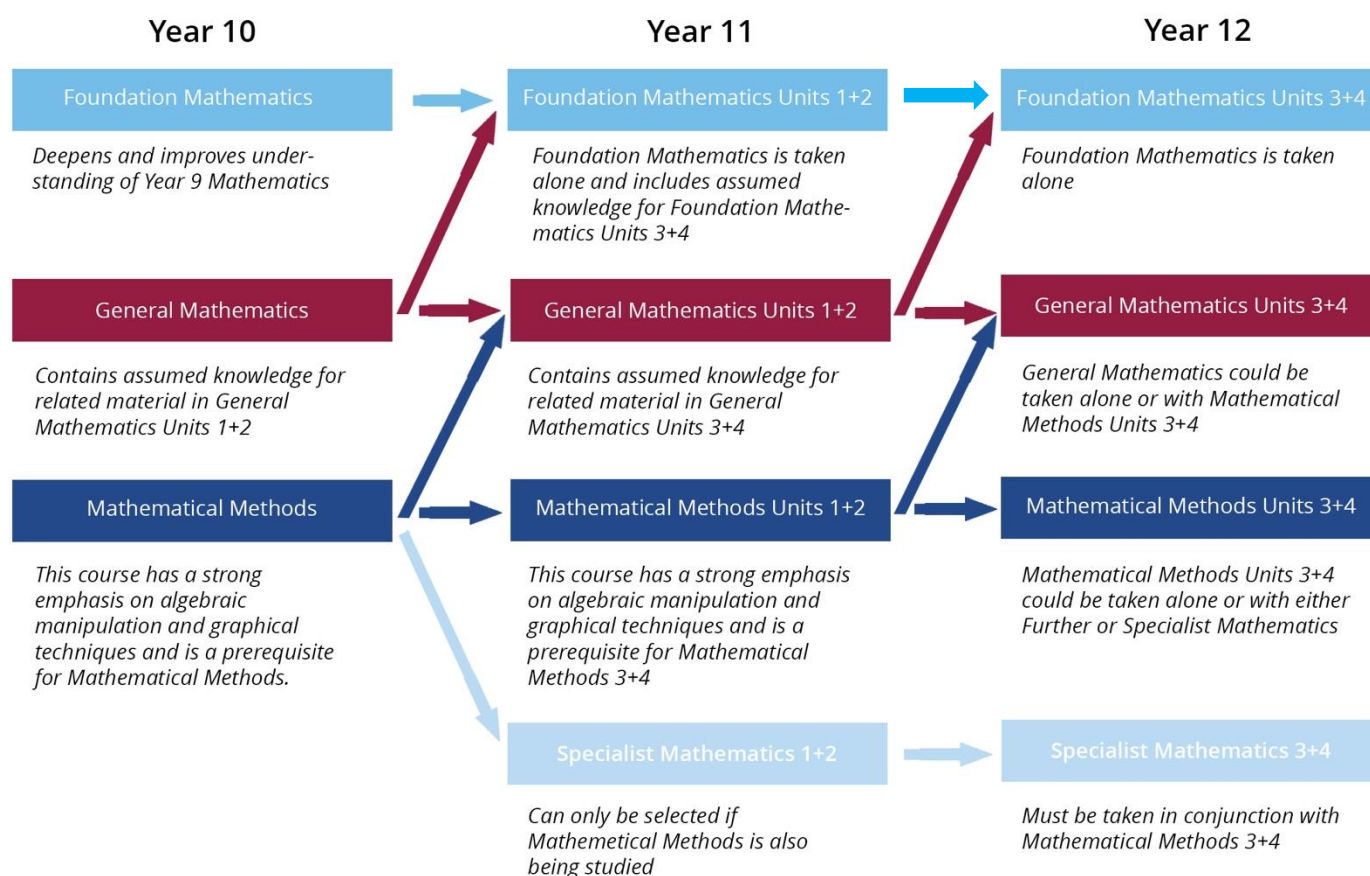 Year 10
Year 11
Year 12
Foundation Mathematics
Foundation Mathematics Units 1+2
Foundation Mathematics Units 3+4
Deepens and improves under-
standing of Year 9 Mathematics
Foundation Mathematics is taken
alone and includes assumed
knowledge for Foundation Mathe-
matics Units 3+4
Foundation Mathematics is taken
alone
General Mathematics
General Mathematics Units 1+2
General Mathematics Units 3+4
Contains assumed knowledge for
related material in General
Mathematics Units 1+2
Contains assumed knowledge for
related material in General
Mathematics Units 3+4
General Mathematics could be
taken alone or with Mathematical
Methods Units 3+4
Mathematical Methods
Mathematical Methods Units 1+2
Mathematical Methods Units 3+4
This course has a strong
emphasis on algebraic
manipulation and graphical
techniques and is a prerequisite
for Mathematical Methods.
This course has a strong emphasis
on algebraic manipulation and
graphical techniques and is a
prerequisite for Mathematical
Methods 3+4
Mathematical Methods Units 3+4
could be taken alone or with either
Further or Specialist Mathematics
Specialist Mathematics 1+2
Specialist Mathematics 3+4
Can only be selected if
Mathemetical Methods is also
being studied
Must be taken in conjunction with
Mathematical Methods 3+4